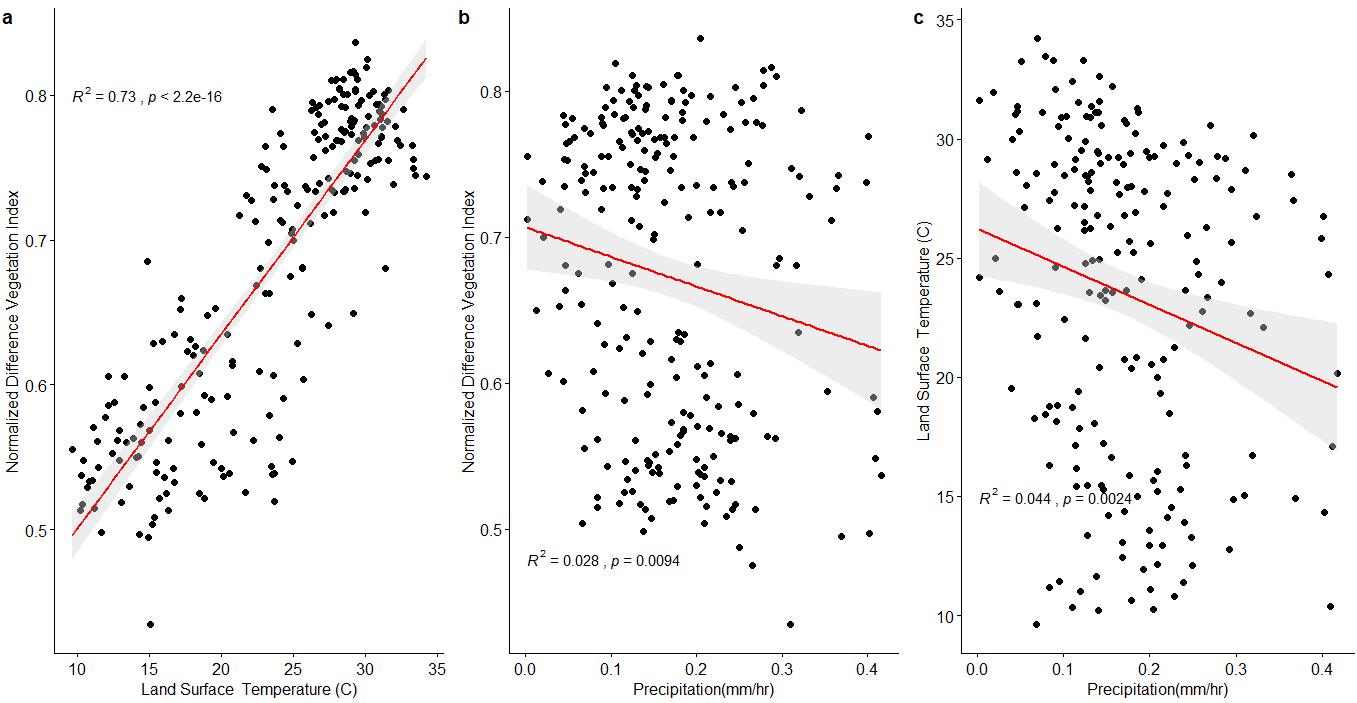 a
R² = 0.73 , p < 2.2e-16
Normalized Difference Vegetation Index
0.8
0.7
0.6
0.5
10 15 20 25 30 35
Land Surface  Temperature (C)
b
R² = 0.028 , p = 0.0094
Normalized Difference Vegetation Index
0.8
0.7
0.6
0.5
0.0 0.1 0.2 0.3 0.4
Precipitation(mm/hr)
c
R² = 0.044 , p = 0.0024
Land Surface  Temperature (C)
35
30
25
20
15
10
0.0 0.1 0.2 0.3 0.4
Precipitation(mm/hr)